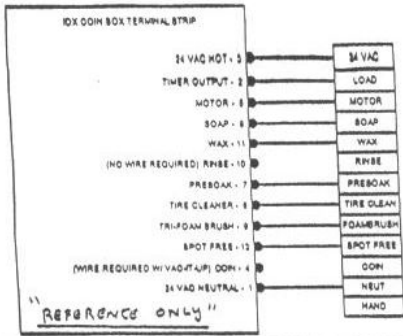 IDX COIN BOX TERMINAL STRIP
24 VAC HOT - 3 24 VAC
TIMER OUTPUT - 2 LOAD
MOTOR - 5 MOTOR
SOAP - 6 SOAP
WAX - 11 WAX
(NO WIRE REQUIRED) RINSE - 10 RINSE
PRESOAK - 7 PRESOAK
TIRE CLEANER - 8 TIRE CLEAN
TRI-FOAM BRUSH - 9 FOAMBRUSH
SPOT FREE - 12 SPOT FREE
(WIRE REQUIRED W/ COIN - 4 COIN
24 VAC NEUTRAL - 1 NEUT
HAND
"REFERENCE ONLY"